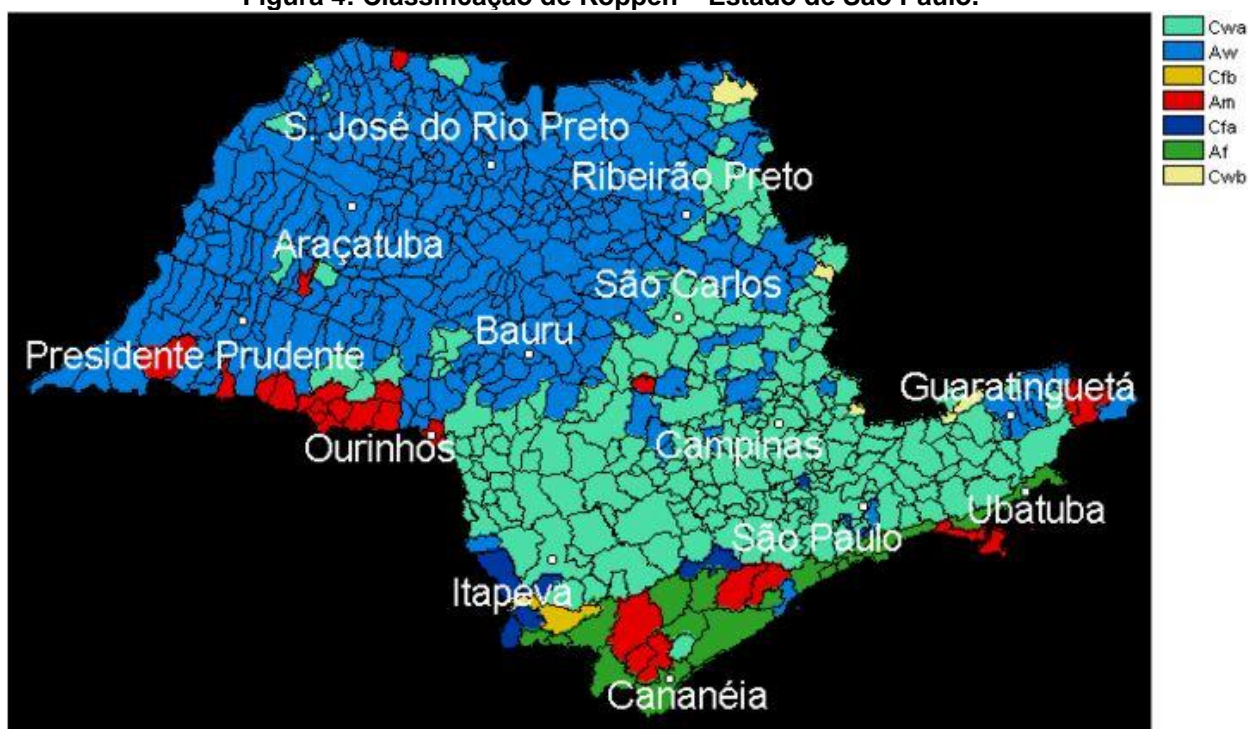 Figura 4: Classificação de Köppen – Estado de São Paulo.
Cwa
Aw
Cfb
Am
Cfa
Af
Cwb
S. José do Rio Preto
Ribeirão Preto
Araçatuba
São Carlos
Bauru
Presidente Prudente
Guaratinguetá
Ourinhos
Campinas
Ubatuba
São Paulo
Itapeva
Cananéia